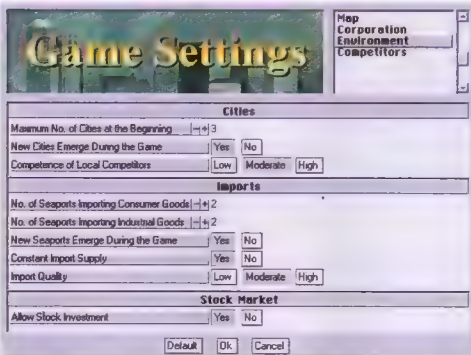 Game Settings
Map
Corporation
Environment
Competitors
Cities
Maximum No. of Cities at the Beginning - + 3
New Cities Emerge During the Game Yes No
Competence of Local Competitors Low Moderate High
Imports
No. of Seaports Importing Consumer Goods - + 2
No. of Seaports Importing Industrial Goods - + 2
New Seaports Emerge During the Game Yes No
Constant Import Supply Yes No
Import Quality Low Moderate High
Stock Market
Allow Stock Investment Yes No
Default Ok Cancel